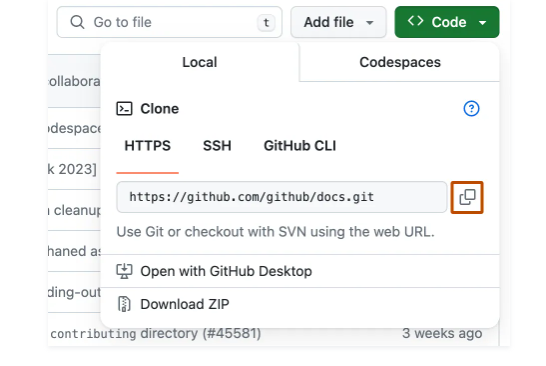 Go to file t Add file Code
Local Codespaces
ollabora
Clone
odespace
HTTPS SSH GitHub CLI
k 2023]
https://github.com/github/docs.git
cleanup
Use Git or checkout with SVN using the web URL.
haned as
Open with GitHub Desktop
ding-out
Download ZIP
contributing directory (#45581) 3 weeks ago